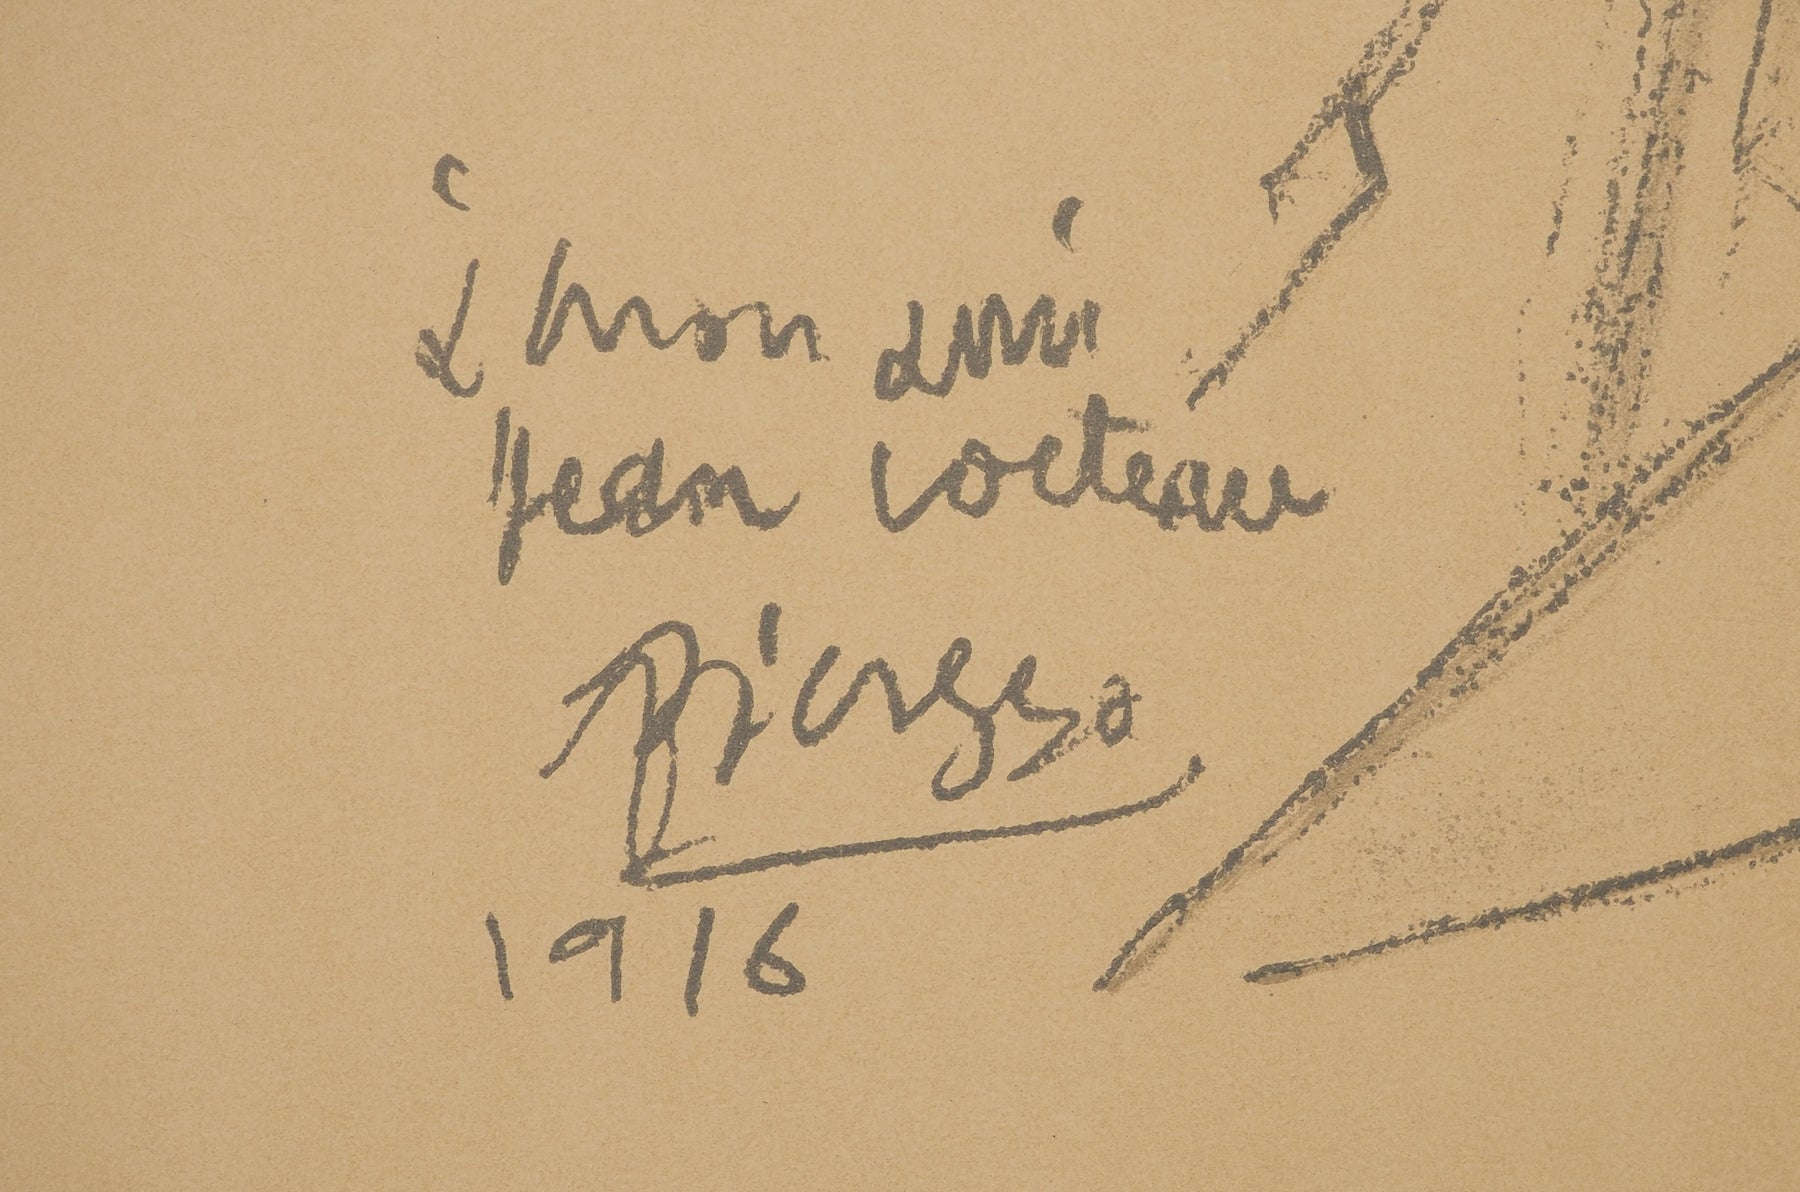 à mon ami
Jean Cocteau
Picasso
1916